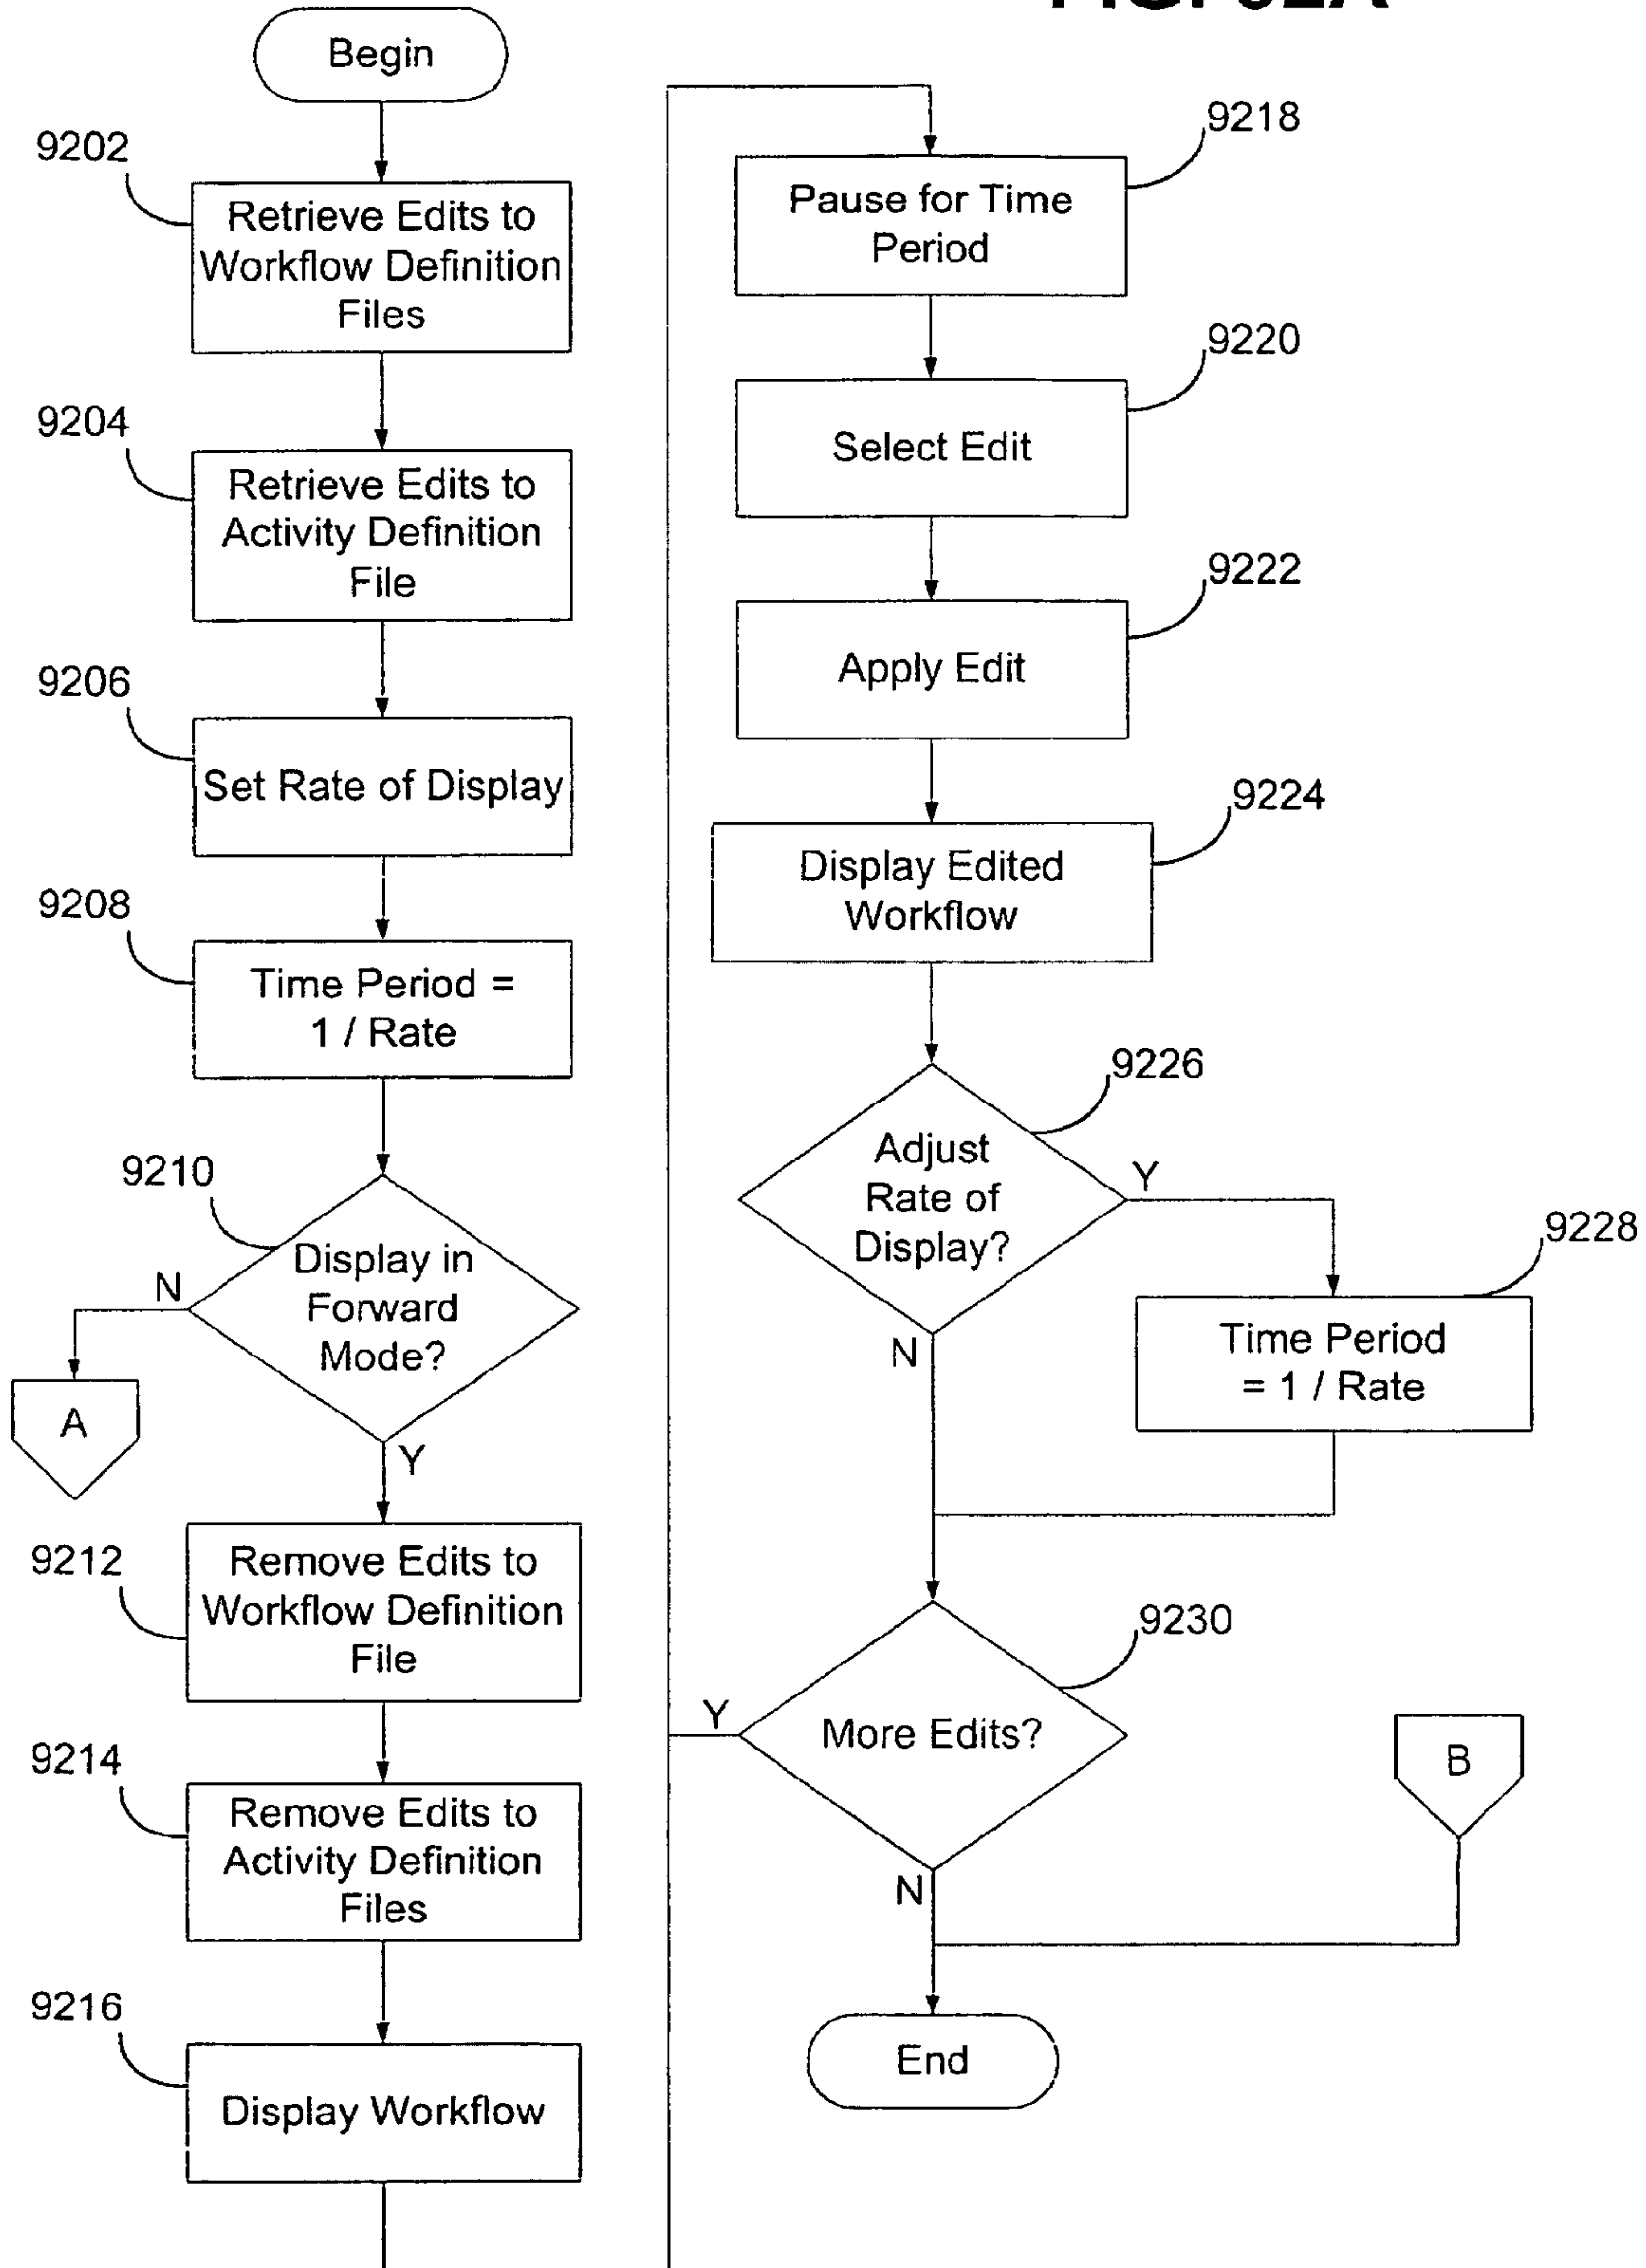 Begin
9202
Retrieve Edits to
Workflow Definition
Files
9204
Retrieve Edits to
Activity Definition
File
9206
Set Rate of Display
9208
Time Period =
1 / Rate
9210
Display in
Forward
Mode?
N
A
Y
9212
Remove Edits to
Workflow Definition
File
9214
Remove Edits to
Activity Definition
Files
9216
Display Workflow
9218
Pause for Time
Period
9220
Select Edit
9222
Apply Edit
9224
Display Edited
Workflow
9226
Adjust
Rate of
Display?
Y
N
9228
Time Period
= 1 / Rate
9230
More Edits?
Y
N
B
End